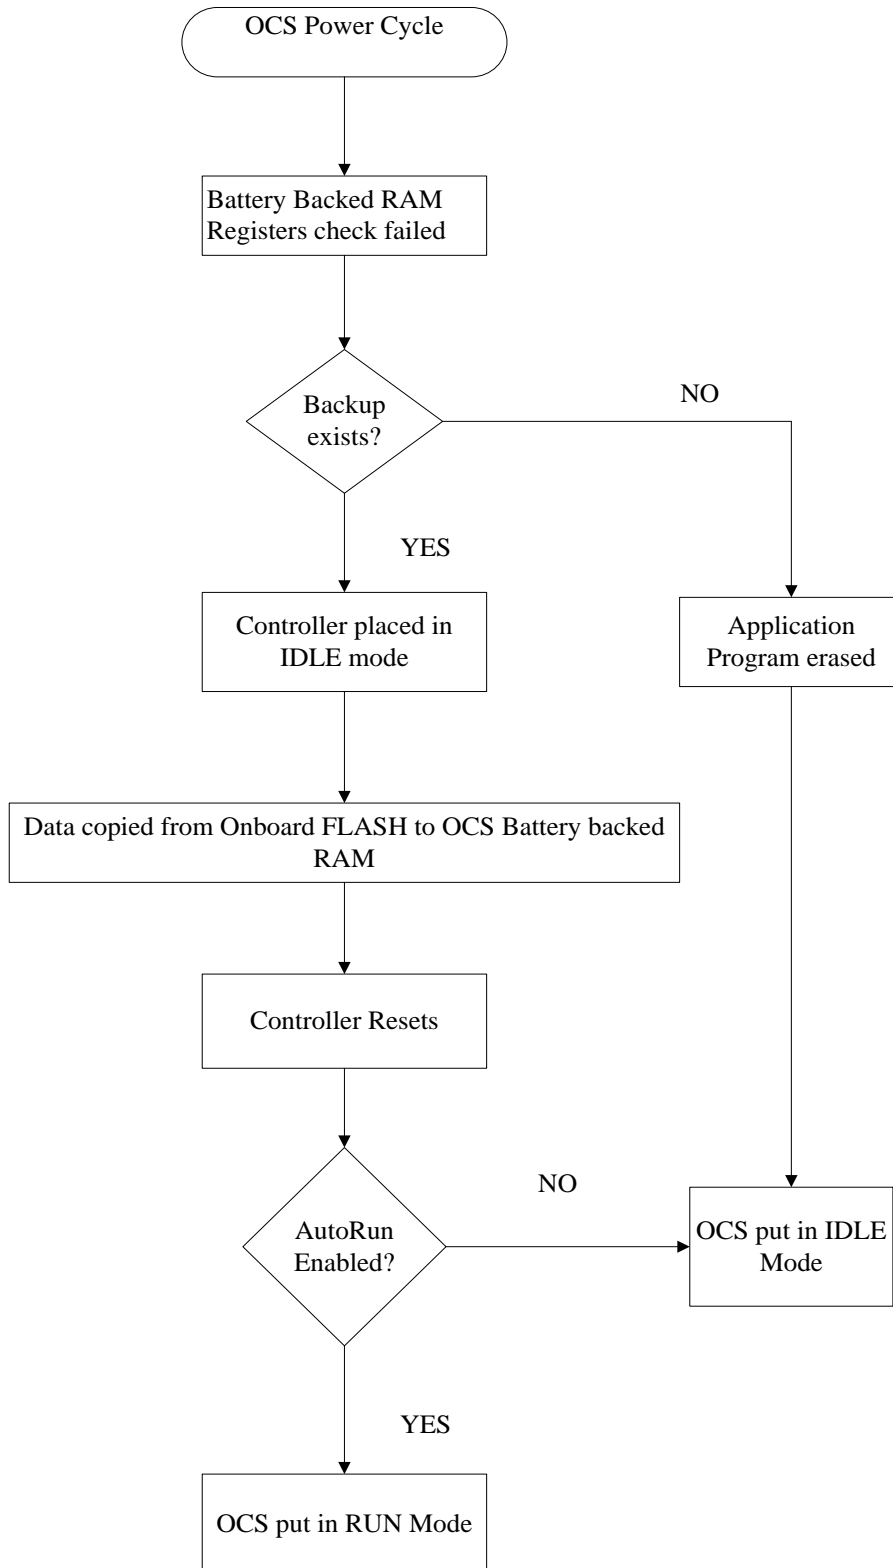 OCS Power Cycle
Battery Backed RAM
Registers check failed
Backup
exists?
NO
YES
Controller placed in
IDLE mode
Application
Program erased
Data copied from Onboard FLASH to OCS Battery backed
RAM
Controller Resets
AutoRun
Enabled?
NO
OCS put in IDLE
Mode
YES
OCS put in RUN Mode